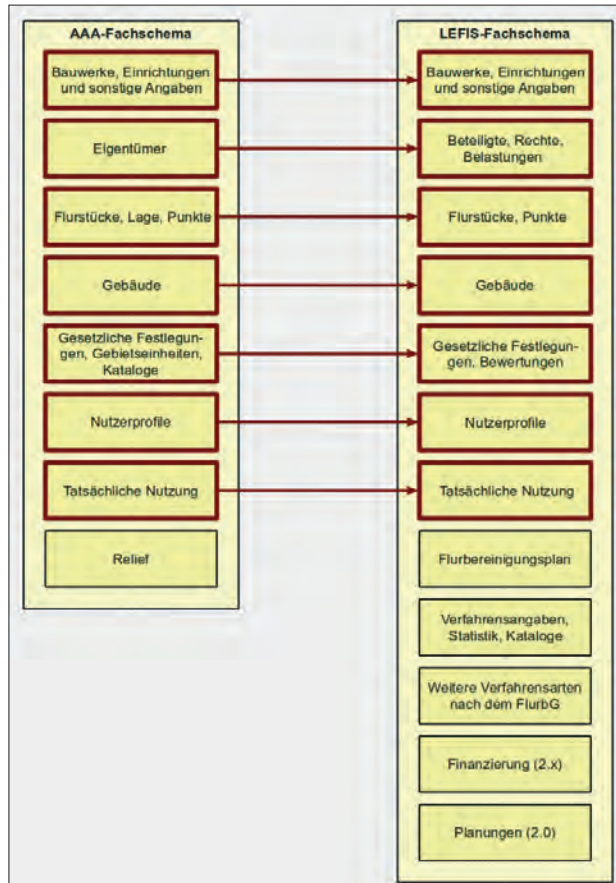 AAA-Fachschema
Bauwerke, Einrichtungen
und sonstige Angaben
Eigentümer
Flurstücke, Lage, Punkte
Gebäude
Gesetzliche Festlegun-
gen, Gebietseinheiten,
Kataloge
Nutzerprofile
Tatsächliche Nutzung
Relief
LEFIS-Fachschema
Bauwerke, Einrichtungen
und sonstige Angaben
Beteiligte, Rechte,
Belastungen
Flurstücke, Punkte
Gebäude
Gesetzliche Festlegun-
gen, Bewertungen
Nutzerprofile
Tatsächliche Nutzung
Flurbereinigungsplan
Verfahrensangaben,
Statistik, Kataloge
Weitere Verfahrensarten
nach dem FlurbG
Finanzierung (2.x)
Planungen (2.0)